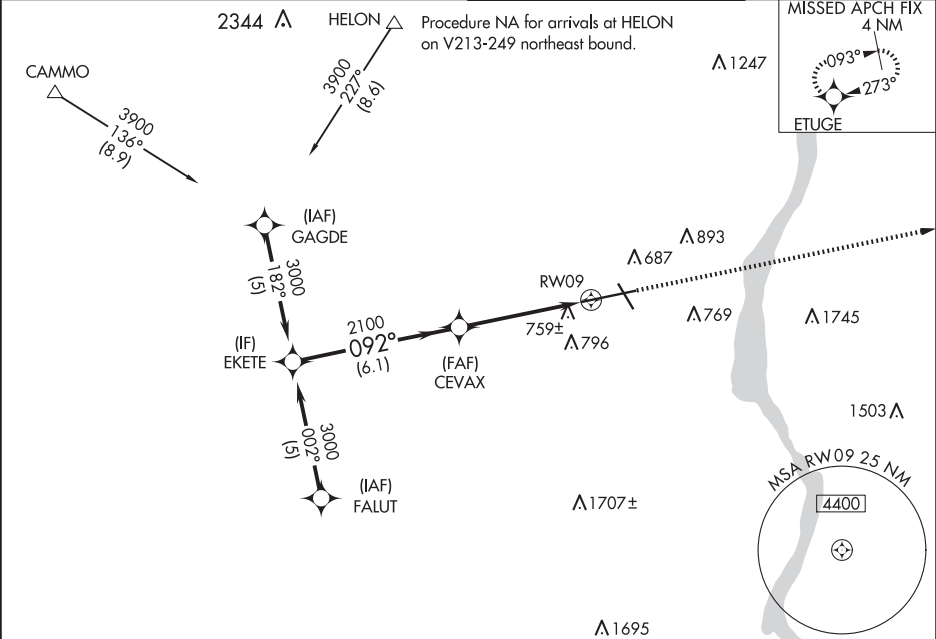 2344
HELON
Procedure NA for arrivals at HELON
on V213-249 northeast bound.
MISSED APCH FIX
4 NM
093°
273°
ETUGE
1247
CAMMO
3900
136°
(8.9)
3900
227°
(8.6)
(IAF)
GAGDE
3000
182°
(5)
893
687
RW09
759±
796
769
1745
(IF)
EKETE
2100
092°
(6.1)
(FAF)
CEVAX
3000
002°
(5)
(IAF)
FALUT
1503
MSA RW09 25 NM
4400
1707±
1695